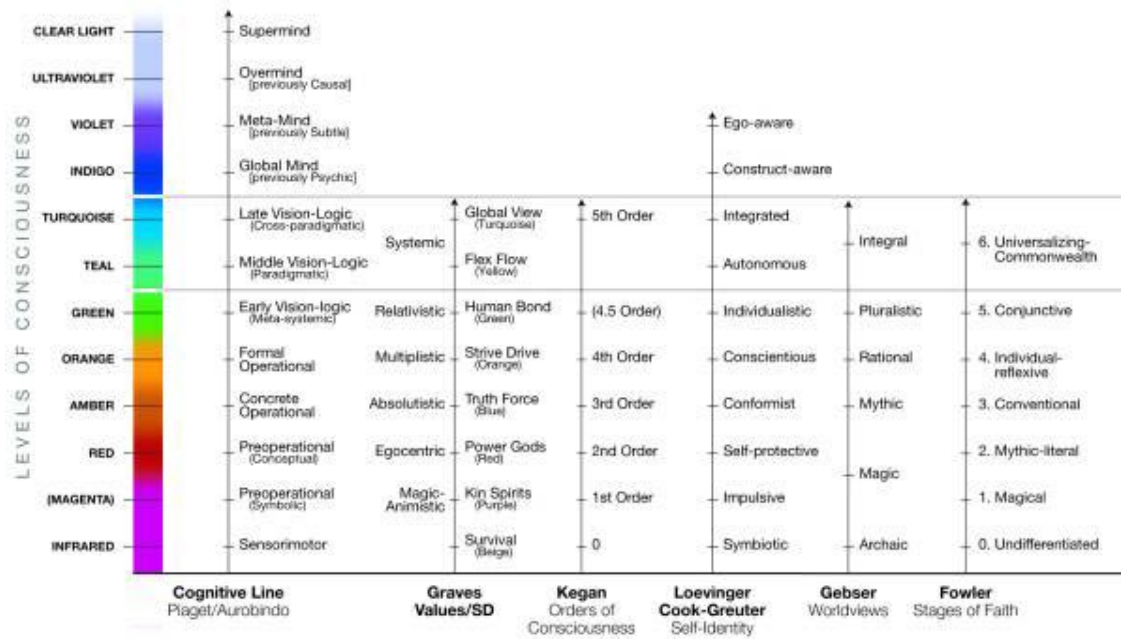 LEVELS OF CONSCIOUSNESS
CLEAR LIGHT
ULTRAVIOLET
VIOLET
INDIGO
TURQUOISE
TEAL
GREEN
ORANGE
AMBER
RED
(MAGENTA)
INFRARED
Supermind
Overmind
[previously Causal]
Meta-Mind
[previously Subtle]
Global Mind
[previously Psychic]
Late Vision-Logic
(Cross-paradigmatic)
Middle Vision-Logic
(Paradigmatic)
Early Vision-logic
(Meta-systemic)
Formal
Operational
Concrete
Operational
Preoperational
(Conceptual)
Preoperational
(Symbolic)
Sensorimotor
Cognitive Line
Piaget/Aurobindo
Systemic
Relativistic
Multiplistic
Absolutistic
Egocentric
Magic-
Animistic
Global View
(Turquoise)
Flex Flow
(Yellow)
Human Bond
(Green)
Strive Drive
(Orange)
Truth Force
(Blue)
Power Gods
(Red)
Kin Spirits
(Purple)
Survival
(Beige)
Graves
Values/SD
5th Order
(4.5 Order)
4th Order
3rd Order
2nd Order
1st Order
0
Kegan
Orders of
Consciousness
Ego-aware
Construct-aware
Integrated
Autonomous
Individualistic
Conscientious
Conformist
Self-protective
Impulsive
Symbiotic
Loevinger
Cook-Greuter
Self-Identity
Integral
Pluralistic
Rational
Mythic
Magic
Archaic
Gebser
Worldviews
6. Universalizing-
Commonwealth
5. Conjunctive
4. Individual-
reflexive
3. Conventional
2. Mythic-literal
1. Magical
0. Undifferentiated
Fowler
Stages of Faith